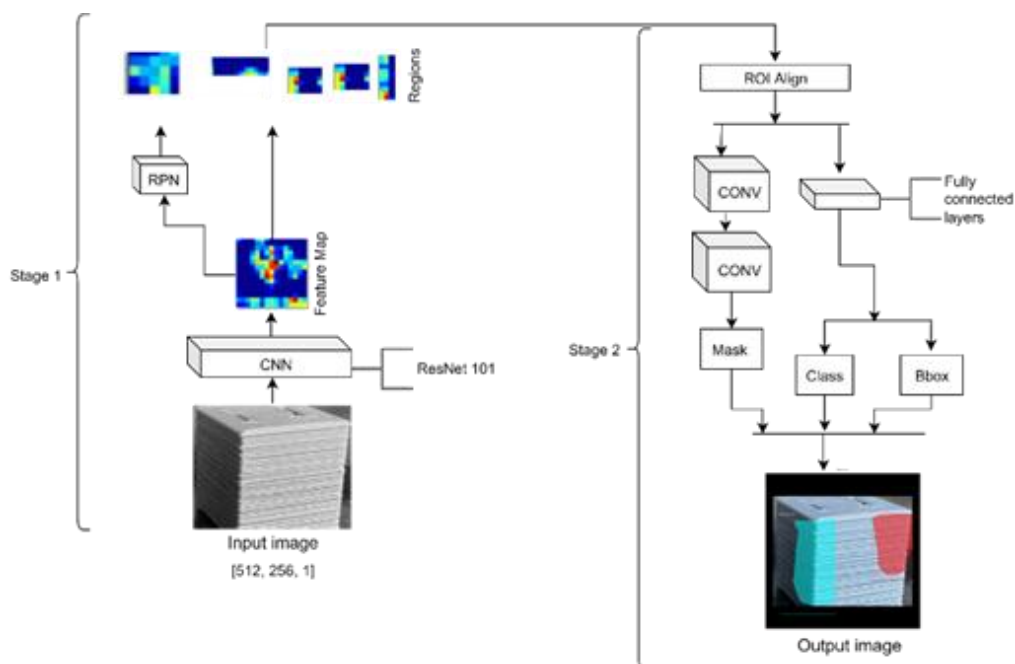 Stage 1
Regions
RPN
Feature Map
CNN
ResNet 101
Input image
[512, 256, 1]
Stage 2
ROI Align
CONV
Fully
connected
layers
CONV
Mask
Class
Bbox
Output image